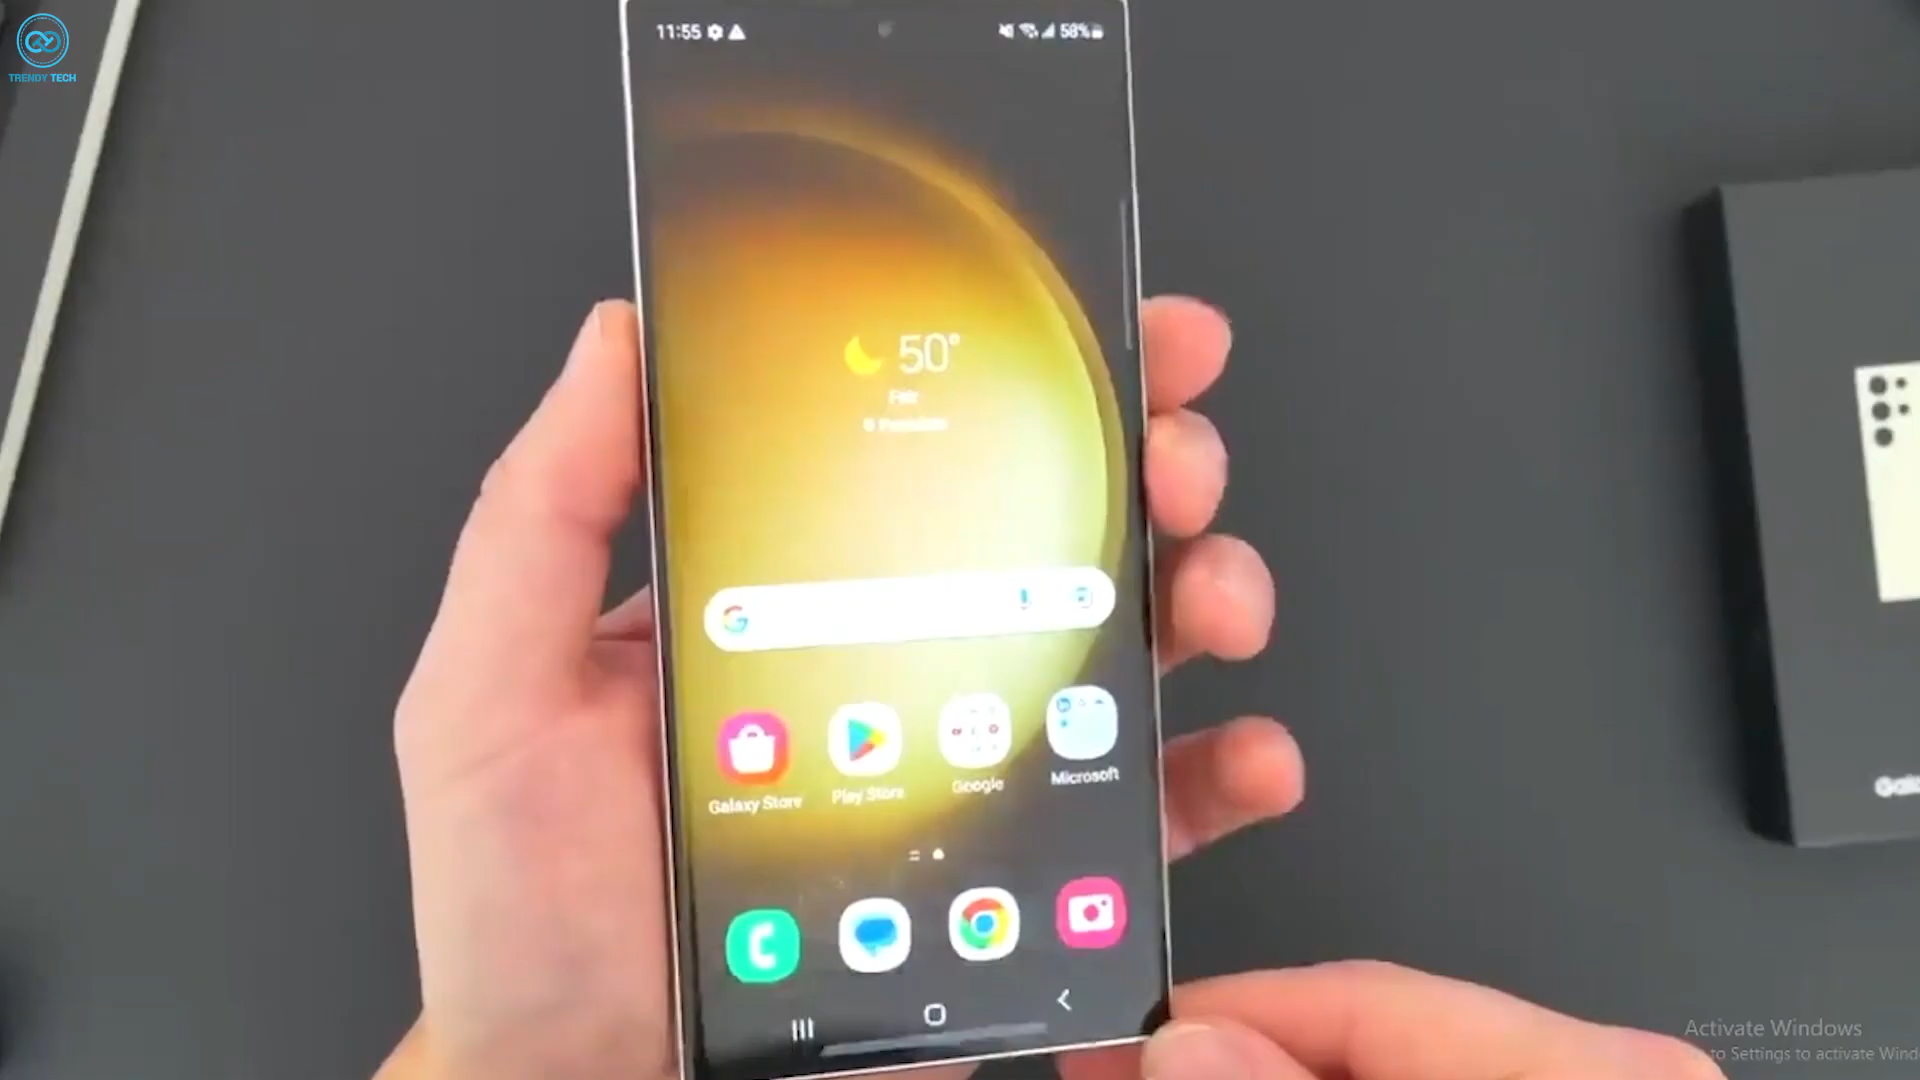 TRENDY TECH
11:55
58%
50°
Fair
Galaxy Store
Play Store
Google
Microsoft
Activate Windows
to Settings to activate Wind